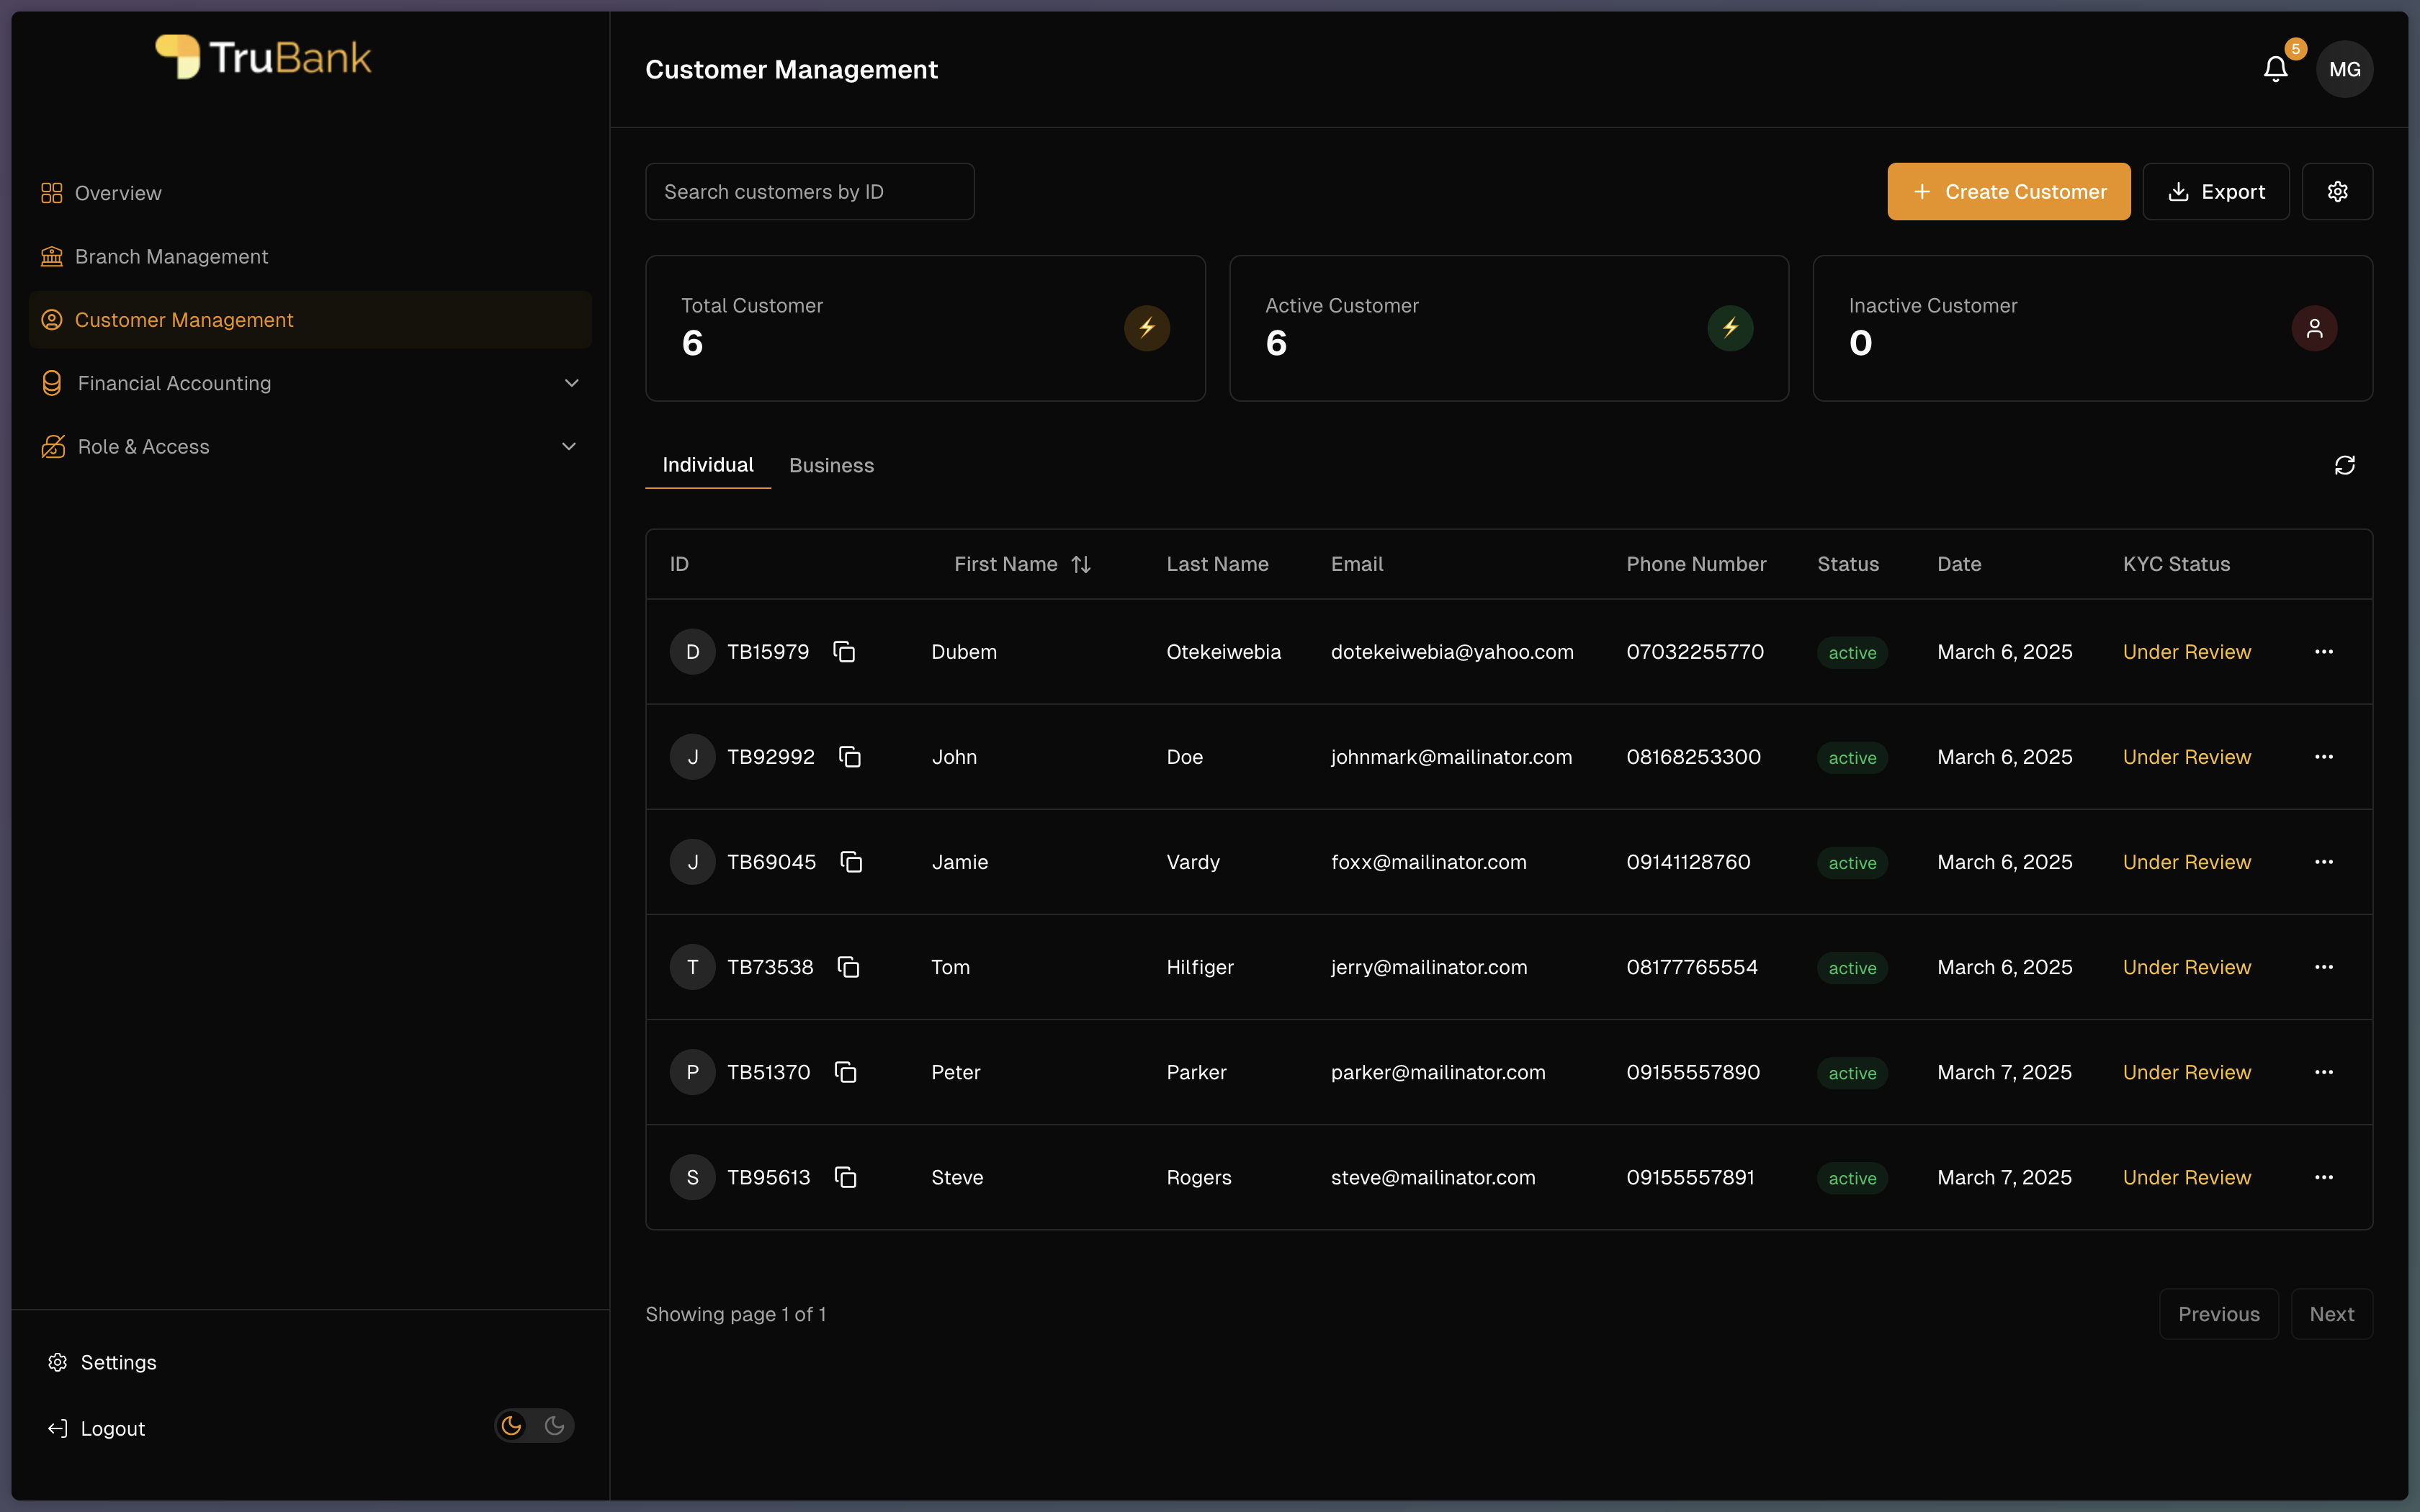 TruBank
Customer Management
5
MG
Overview
Branch Management
Customer Management
Financial Accounting
Role & Access
Settings
Logout
Search customers by ID
Create Customer
Export
Total Customer
6
Active Customer
6
Inactive Customer
0
Individual Business
ID First Name Last Name Email Phone Number Status Date KYC Status
D TB15979 Dubem Otekeiwebia dotekeiwebia@yahoo.com 07032255770 active March 6, 2025 Under Review
J TB92992 John Doe johnmark@mailinator.com 08168253300 active March 6, 2025 Under Review
J TB69045 Jamie Vardy foxx@mailinator.com 09141128760 active March 6, 2025 Under Review
T TB73538 Tom Hilfiger jerry@mailinator.com 08177765554 active March 6, 2025 Under Review
P TB51370 Peter Parker parker@mailinator.com 09155557890 active March 7, 2025 Under Review
S TB95613 Steve Rogers steve@mailinator.com 09155557891 active March 7, 2025 Under Review
Showing page 1 of 1
Previous Next